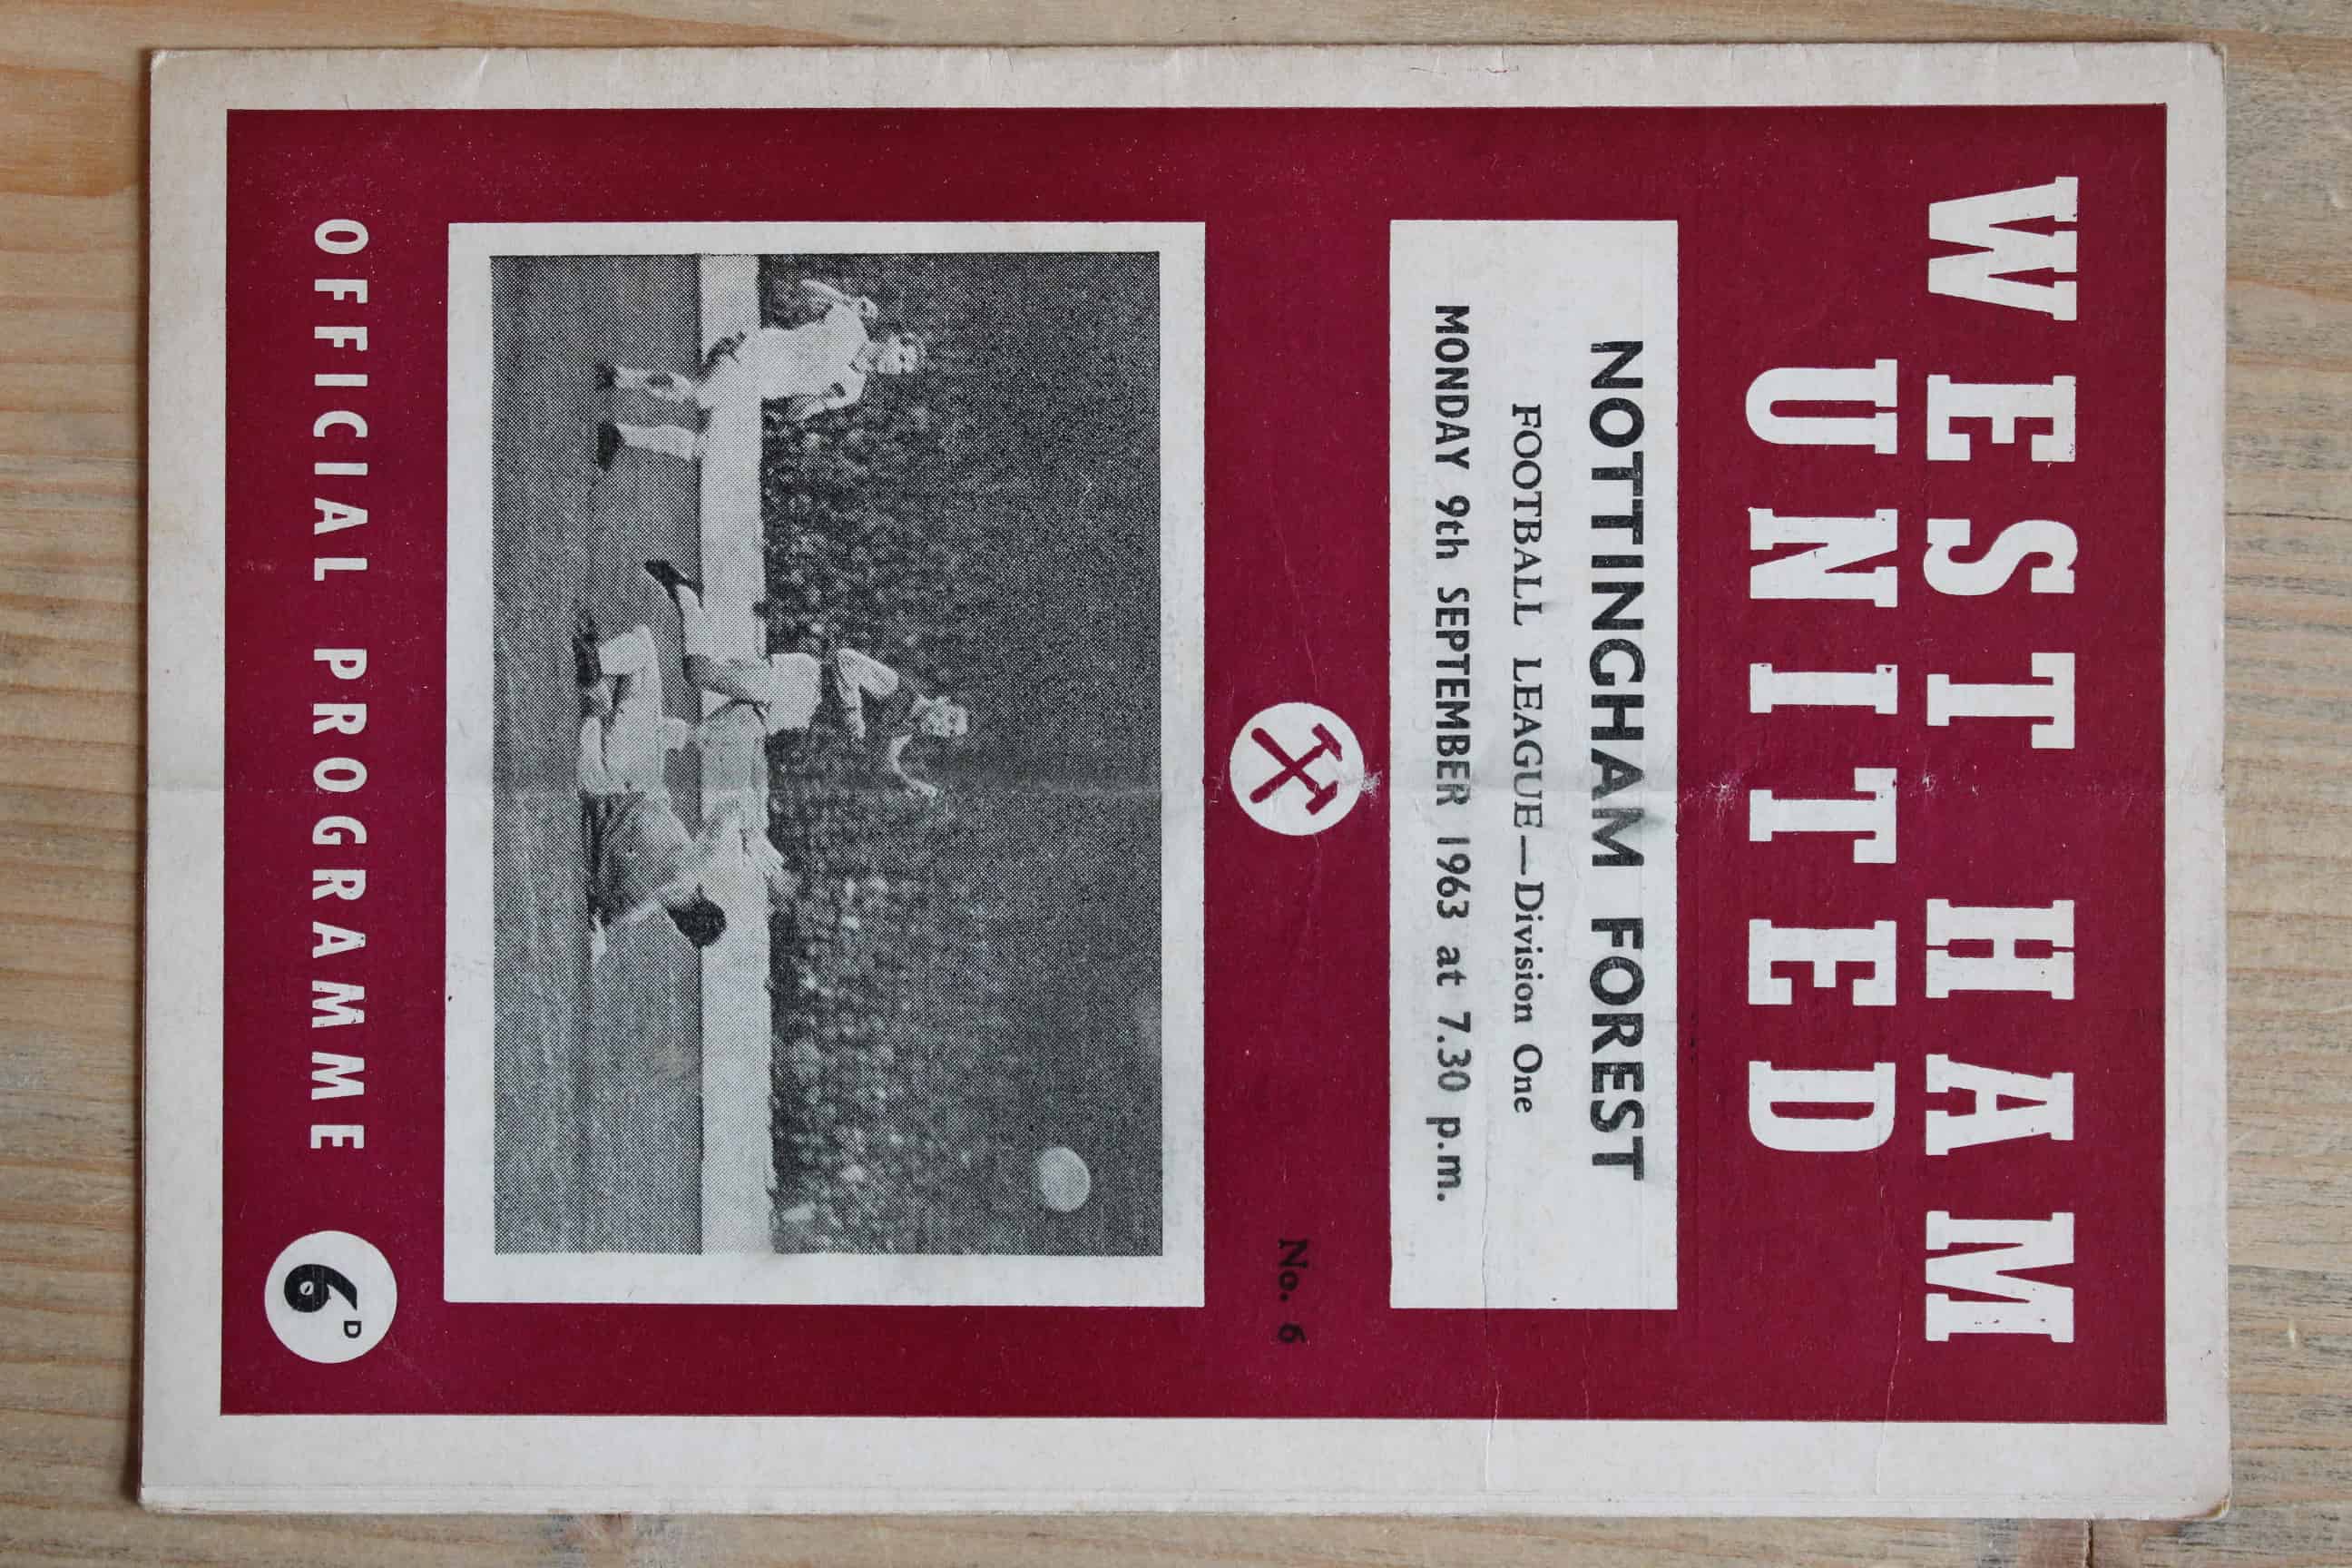 WEST HAM
UNITED
NOTTINGHAM FOREST
FOOTBALL LEAGUE—Division One
MONDAY 9th SEPTEMBER 1963 at 7.30 p.m.
No. 6
OFFICIAL PROGRAMME
6D